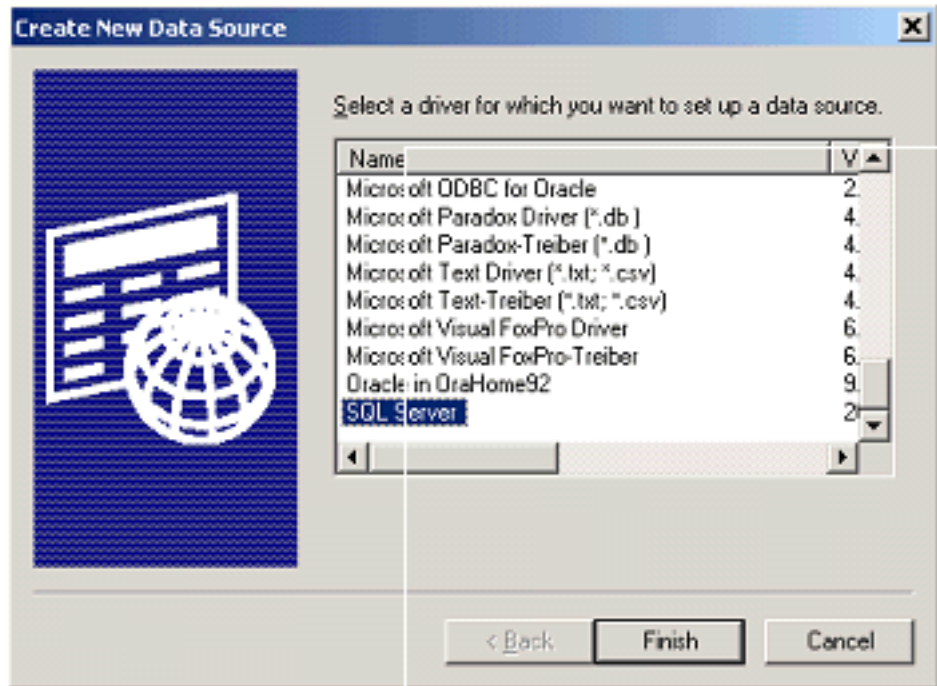 Create New Data Source
Select a driver for which you want to set up a data source.
Name V
Microsoft ODBC for Oracle 2.
Microsoft Paradox Driver (*.db ) 4.
Microsoft Paradox-Treiber (*.db ) 4.
Microsoft Text Driver (*.txt; *.csv) 4.
Microsoft Text-Treiber (*.txt; *.csv) 4.
Microsoft Visual FoxPro Driver 6.
Microsoft Visual FoxPro-Treiber 6.
Oracle in OraHome92 9.
SQL Server 2
< Back Finish Cancel